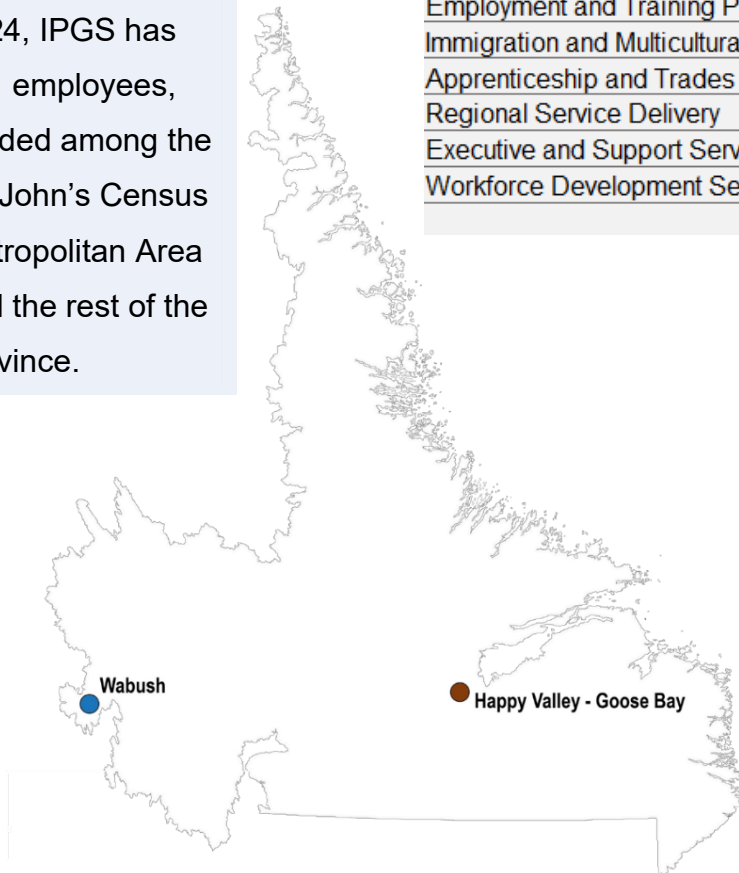 24, IPGS has
employees,
ded among the
John’s Census
tropolitan Area
the rest of the
vince.
Employment and Training P
Immigration and Multicultura
Apprenticeship and Trades
Regional Service Delivery
Executive and Support Serv
Workforce Development Se
Wabush
Happy Valley - Goose Bay